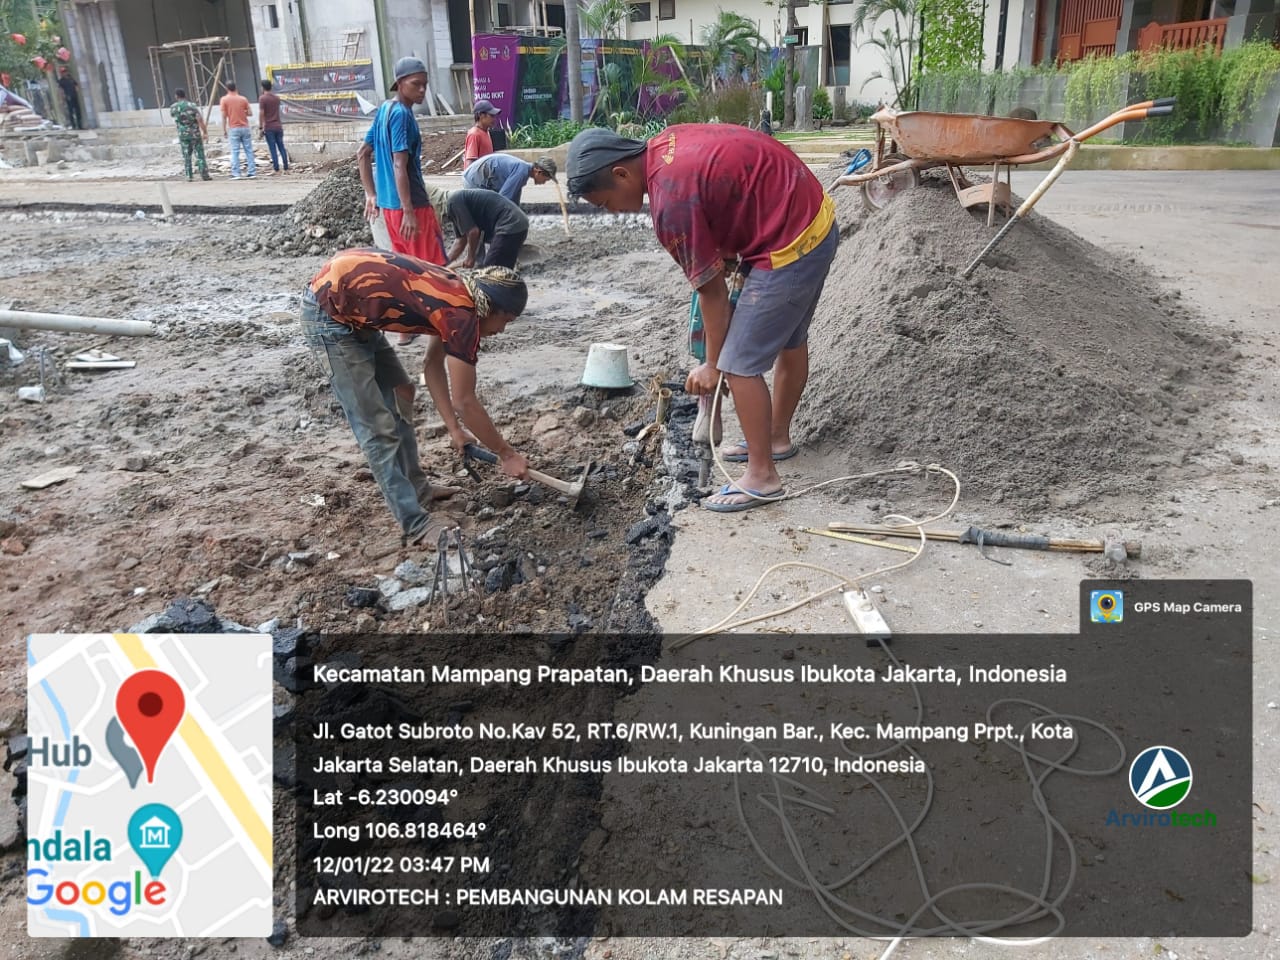 UNDER
CONSTRUCTION
GPS Map Camera
Kecamatan Mampang Prapatan, Daerah Khusus Ibukota Jakarta, Indonesia
Jl. Gatot Subroto No.Kav 52, RT.6/RW.1, Kuningan Bar., Kec. Mampang Prpt., Kota
Jakarta Selatan, Daerah Khusus Ibukota Jakarta 12710, Indonesia
Lat -6.230094°
Long 106.818464°
12/01/22 03:47 PM
ARVIROTECH : PEMBANGUNAN KOLAM RESAPAN
Hub
ndala
Google
Arvirotech